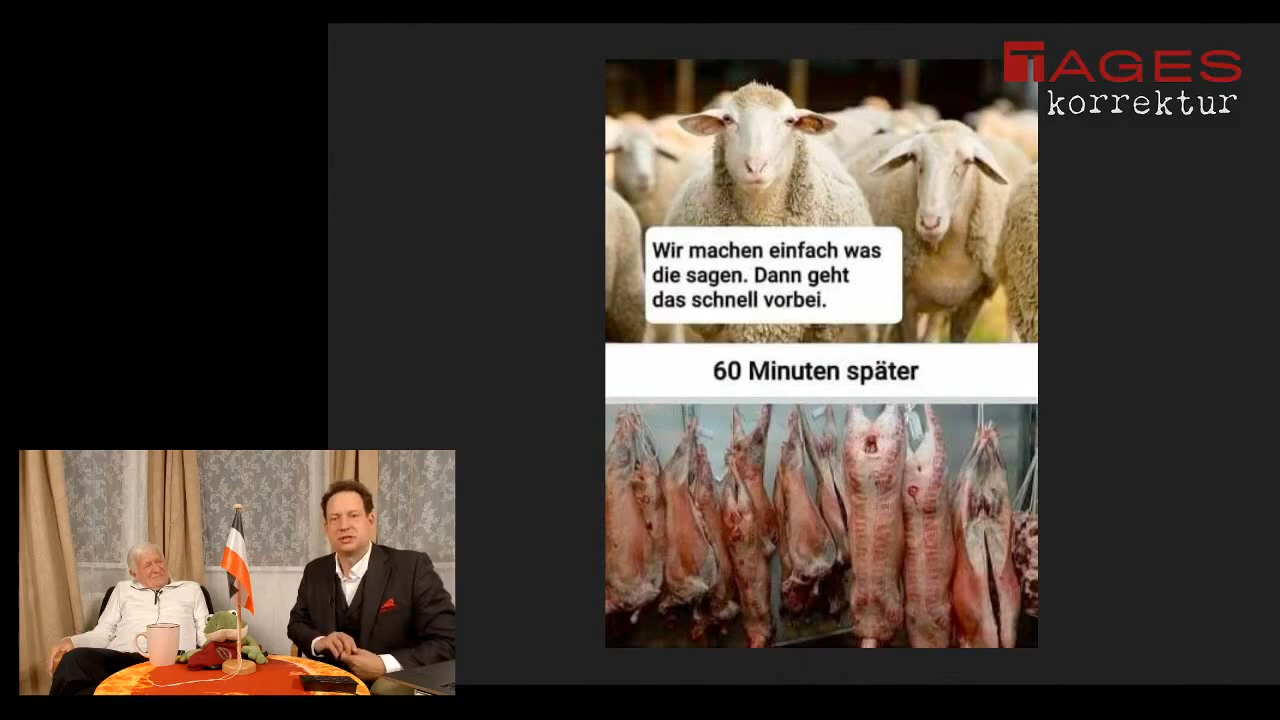 TAGES
korrektur
Wir machen einfach was
die sagen. Dann geht
das schnell vorbei.
60 Minuten später